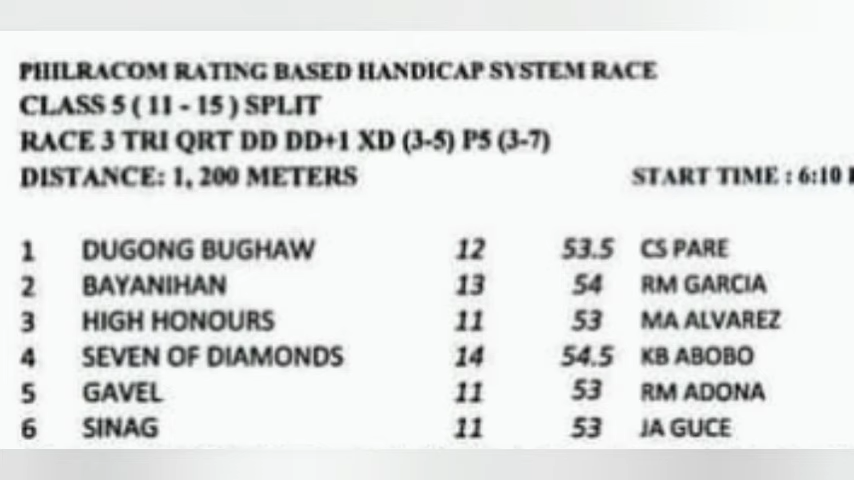 PHILRACOM RATING BASED HANDICAP SYSTEM RACE
CLASS 5 ( 11 - 15 ) SPLIT
RACE 3 TRI QRT DD DD+1 XD (3-5) P5 (3-7)
DISTANCE: 1, 200 METERS START TIME : 6:10
1 DUGONG BUGHAW 12 53.5 CS PARE
2 BAYANIHAN 13 54 RM GARCIA
3 HIGH HONOURS 11 53 MA ALVAREZ
4 SEVEN OF DIAMONDS 14 54.5 KB ABOBO
5 GAVEL 11 53 RM ADONA
6 SINAG 11 53 JA GUCE